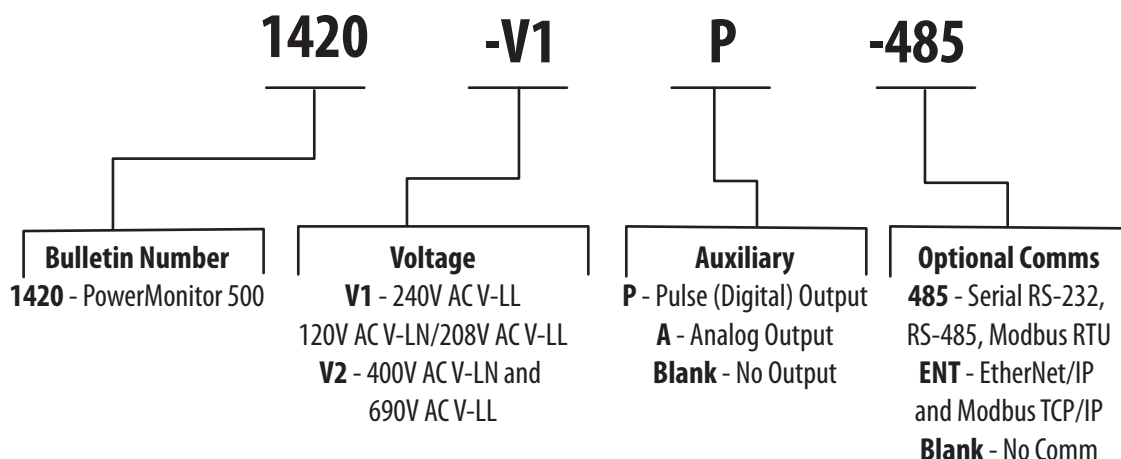 1420 -V1 P -485
Bulletin Number
1420 - PowerMonitor 500
Voltage
V1 - 240V AC V-LL
120V AC V-LN/208V AC V-LL
V2 - 400V AC V-LN and
690V AC V-LL
Auxiliary
P - Pulse (Digital) Output
A - Analog Output
Blank - No Output
Optional Comms
485 - Serial RS-232,
RS-485, Modbus RTU
ENT - EtherNet/IP
and Modbus TCP/IP
Blank - No Comm